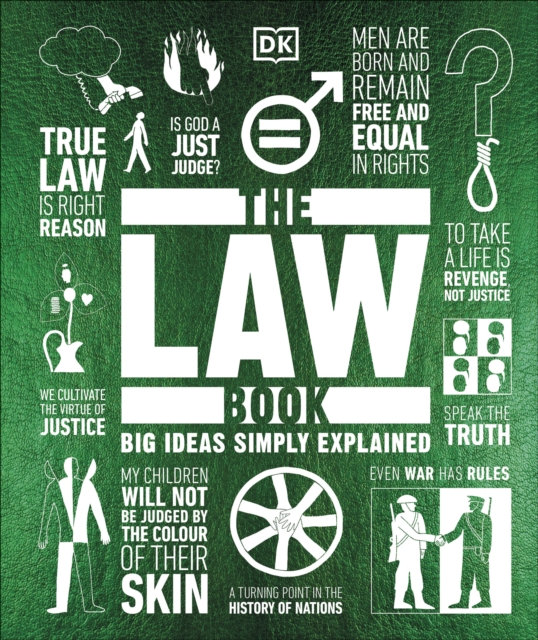 DK
MEN ARE
BORN AND
REMAIN
FREE AND
EQUAL
IN RIGHTS
IS GOD A
JUST
JUDGE?
TRUE
LAW
IS RIGHT
REASON
THE
LAW
BOOK
BIG IDEAS SIMPLY EXPLAINED
TO TAKE
A LIFE IS
REVENGE,
NOT JUSTICE
WE CULTIVATE
THE VIRTUE OF
JUSTICE
SPEAK THE
TRUTH
MY CHILDREN
WILL NOT
BE JUDGED BY
THE COLOUR
OF THEIR
SKIN
A TURNING POINT IN THE
HISTORY OF NATIONS
EVEN WAR HAS RULES